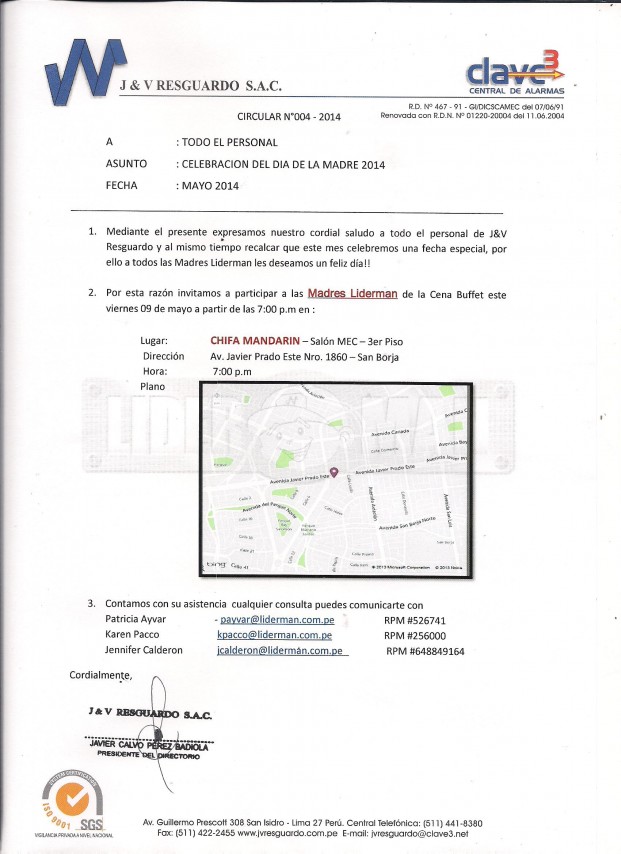 J & V RESGUARDO S.A.C.
clave3
CENTRAL DE ALARMAS
R.D. Nº 467 - 91 - GI/DICSCAMEC del 07/06/91
Renovada con R.D.N. Nº 01220-20004 del 11.06.2004
CIRCULAR N°004 - 2014
A : TODO EL PERSONAL
ASUNTO : CELEBRACION DEL DIA DE LA MADRE 2014
FECHA : MAYO 2014
1. Mediante el presente expresamos nuestro cordial saludo a todo el personal de J&V
Resguardo y al mismo tiempo recalcar que este mes celebremos una fecha especial, por
ello a todos las Madres Liderman les deseamos un feliz día!!
2. Por esta razón invitamos a participar a las Madres Liderman de la Cena Buffet este
viernes 09 de mayo a partir de las 7:00 p.m en :
Lugar: CHIFA MANDARIN – Salón MEC – 3er Piso
Dirección Av. Javier Prado Este Nro. 1860 – San Borja
Hora: 7:00 p.m
Plano
Avenida Canada
Avenida Javier Prado Este
Avenida Javier Prado Este
Avenida del Parque Norte
Avenida San Borja Norte
Avenida San Luis
Calle 41
bing
© 2013 Microsoft Corporation © 2013 Nokia
3. Contamos con su asistencia cualquier consulta puedes comunicarte con
Patricia Ayvar - payvar@liderman.com.pe RPM #526741
Karen Pacco kpacco@liderman.com.pe RPM #256000
Jennifer Calderon jcalderon@liderman.com.pe RPM #648849164
Cordialmente,
J & V RESGUARDO S.A.C.
JAVIER CALVO PEREZ BADIOLA
PRESIDENTE DEL DIRECTORIO
ISO 9001 SGS
VIGILANCIA PRIVADA A NIVEL NACIONAL
Av. Guillermo Prescott 308 San Isidro - Lima 27 Perú. Central Telefónica: (511) 441-8380
Fax: (511) 422-2455 www.jvresguardo.com.pe E-mail: jvresguardo@clave3.net